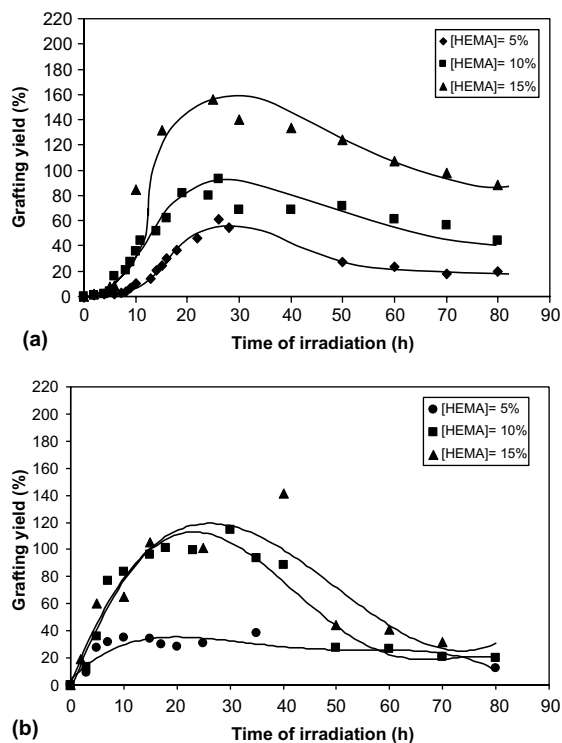 220
200
180
160
140
120
100
80
60
40
20
0
Grafting yield (%)
[HEMA]= 5%
[HEMA]= 10%
[HEMA]= 15%
0 10 20 30 40 50 60 70 80 90
(a)
Time of irradiation (h)
220
200
180
160
140
120
100
80
60
40
20
0
Grafting yield (%)
[HEMA]= 5%
[HEMA]= 10%
[HEMA]= 15%
0 10 20 30 40 50 60 70 80 90
(b)
Time of irradiation (h)